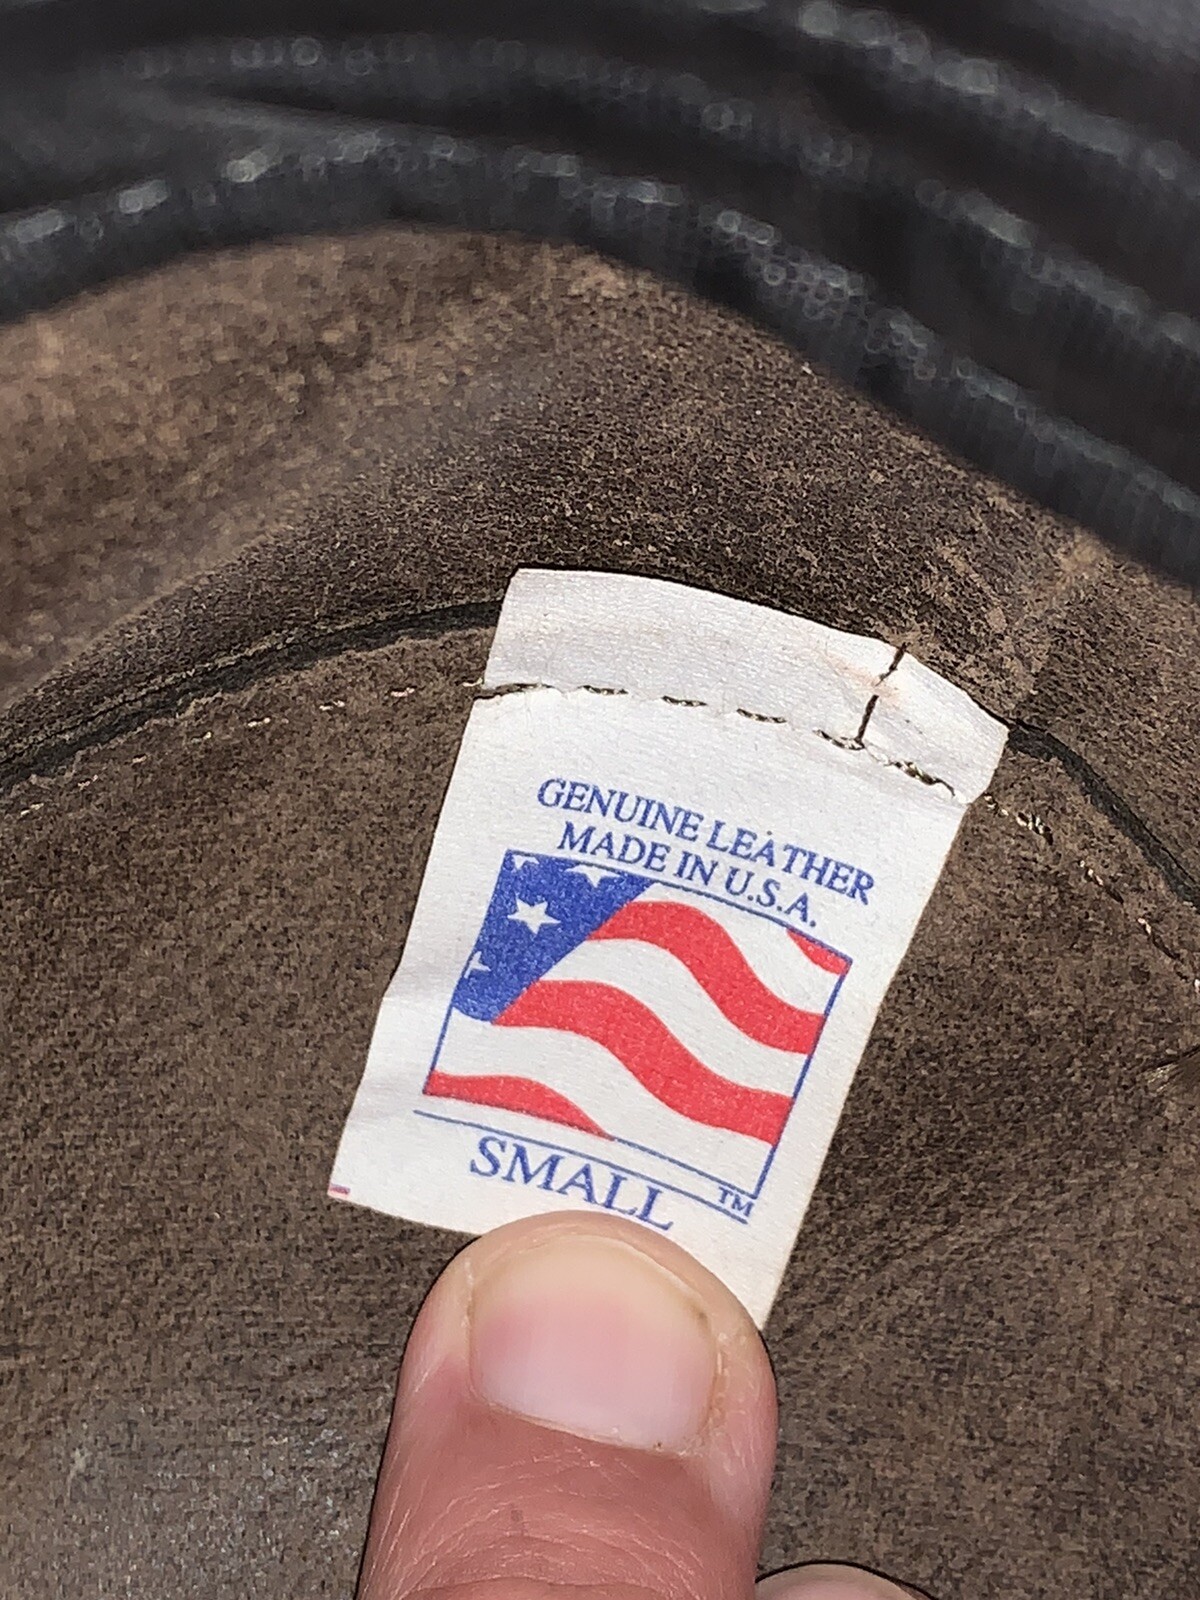 GENUINE LEATHER
MADE IN U.S.A.
SMALL
TM